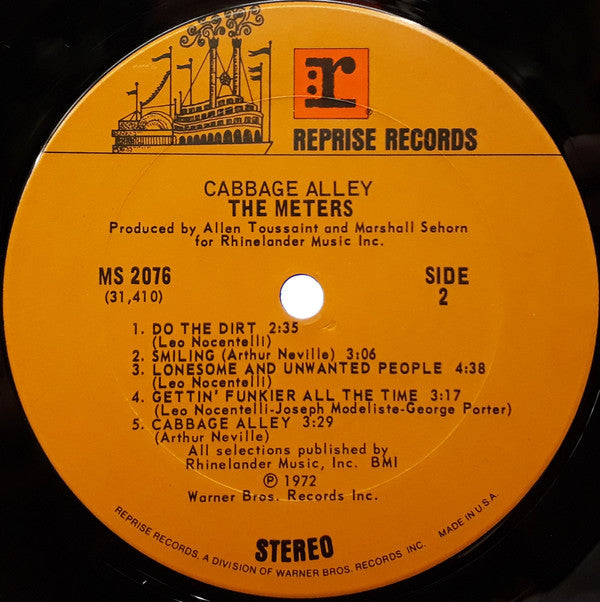 r
REPRISE RECORDS
CABBAGE ALLEY
THE METERS
Produced by Allen Toussaint and Marshall Sehorn
for Rhinelander Music Inc.
MS 2076
(31,410)
SIDE
2
1. DO THE DIRT 2:35
(Leo Nocentelli)
2. SMILING (Arthur Neville) 3:06
3. LONESOME AND UNWANTED PEOPLE 4:38
(Leo Nocentelli)
4. GETTIN' FUNKIER ALL THE TIME 3:17
(Leo Nocentelli-Joseph Modeliste-George Porter)
5. CABBAGE ALLEY 3:29
(Arthur Neville)
All selections published by
Rhinelander Music, Inc. BMI
℗ 1972
Warner Bros. Records Inc.
STEREO
REPRISE RECORDS, A DIVISION OF WARNER BROS. RECORDS INC. MADE IN U.S.A.